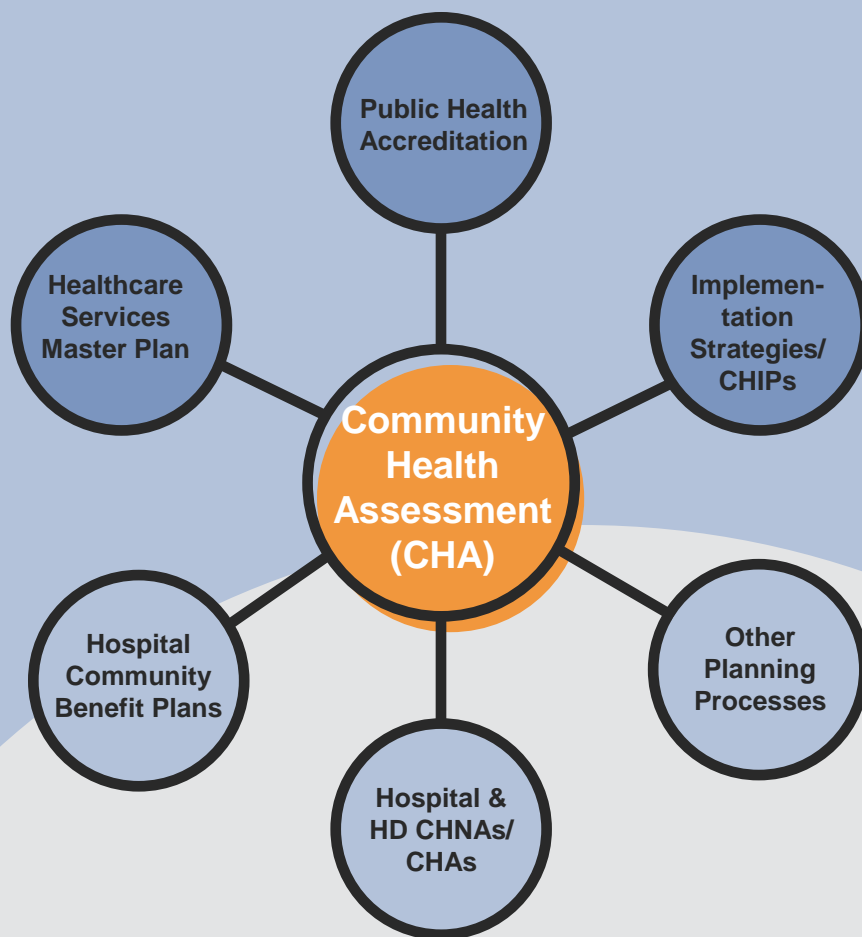 Public Health
Accreditation
Healthcare
Services
Master Plan
Implemen-
tation
Strategies/
CHIPs
Community
Health
Assessment
(CHA)
Hospital
Community
Benefit Plans
Other
Planning
Processes
Hospital &
HD CHNAs/
CHAs